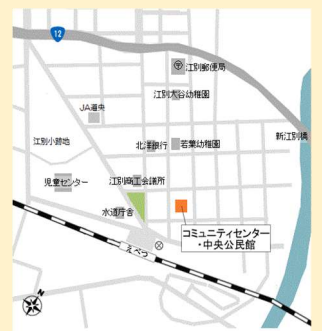 12
江別郵便局
江別大谷幼稚園
JA道央
新江別橋
江別小跡地
北洋銀行
若葉幼稚園
児童センター
江別商工会議所
水道庁舎
コミュニティセンター
・中央公民館
えべつ
N